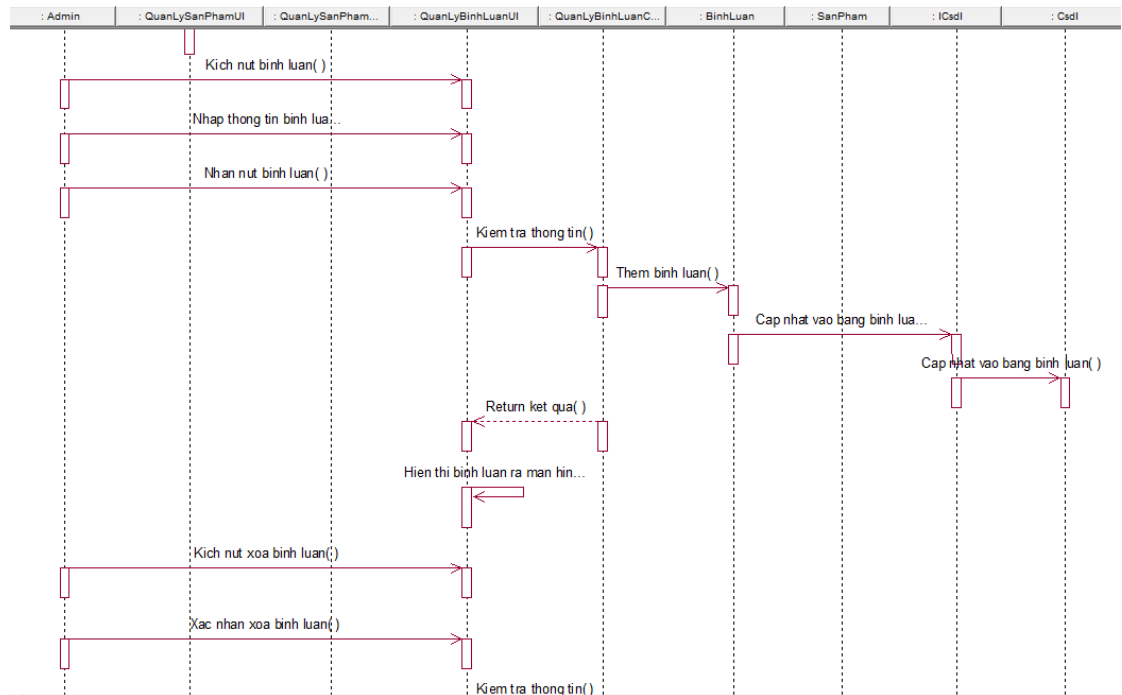 : Admin
: QuanLySanPhamUI
: QuanLySanPham...
: QuanLyBinhLuanUI
: QuanLyBinhLuanC...
: BinhLuan
: SanPham
: ICsdl
: Csdl
Kich nut binh luan( )
Nhap thong tin binh lua...
Nhan nut binh luan( )
Kiem tra thong tin( )
Them binh luan( )
Cap nhat vao bang binh lua...
Cap nhat vao bang binh luan( )
Return ket qua( )
Hien thi binh luan ra man hin...
Kich nut xoa binh luan( )
Xac nhan xoa binh luan( )
Kiem tra thong tin( )